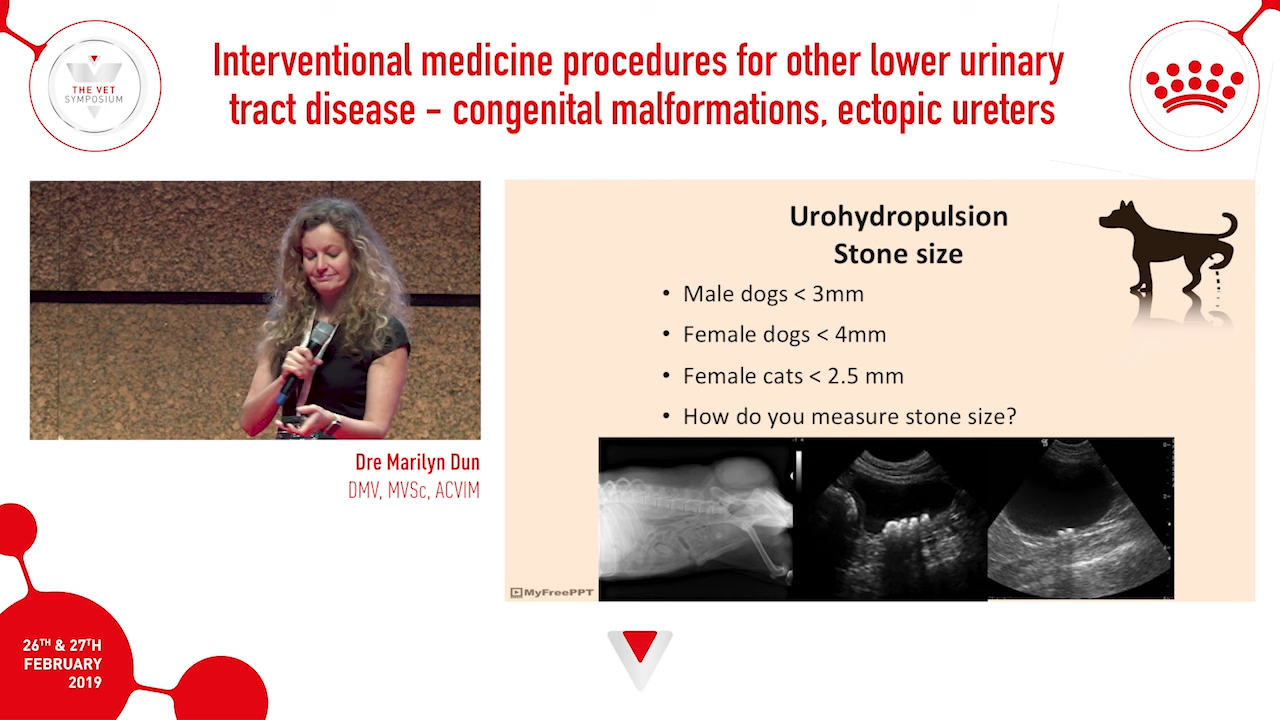 Interventional medicine procedures for other lower urinary
tract disease – congenital malformations, ectopic ureters
THE VET
SYMPOSIUM
Urohydropulsion
Stone size
• Male dogs < 3mm
• Female dogs < 4mm
• Female cats < 2.5 mm
• How do you measure stone size?
MyFreePPT
Dre Marilyn Dun
DMV, MVSc, ACVIM
26TH & 27TH
FEBRUARY
2019